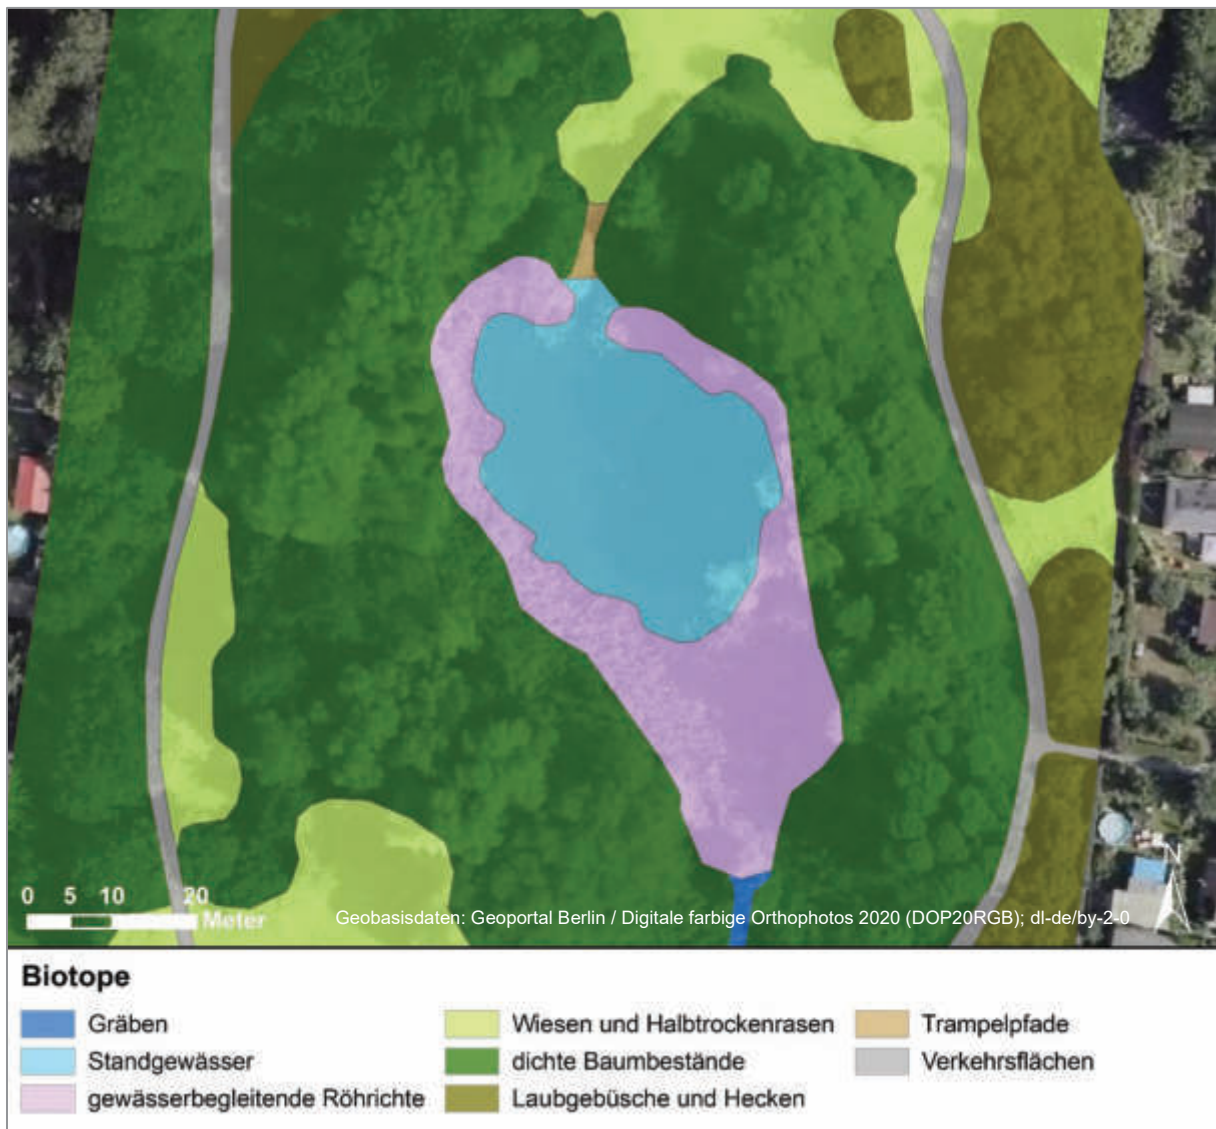 N
0 5 10 20
Meter
Geobasisdaten: Geoportal Berlin / Digitale farbige Orthophotos 2020 (DOP20RGB); dl-de/by-2-0
Biotope
Gräben
Standgewässer
gewässerbegleitende Röhrichte
Wiesen und Halbtrockenrasen
dichte Baumbestände
Laubgebüsche und Hecken
Trampelpfade
Verkehrsflächen